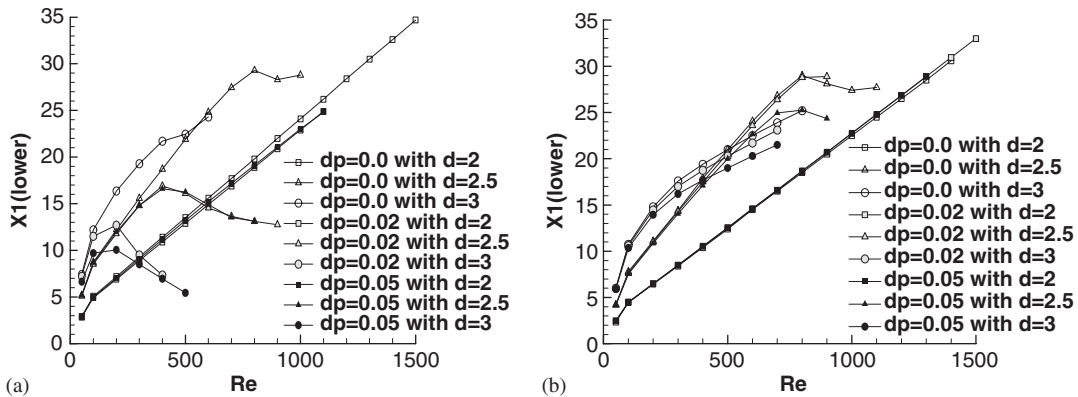 35
30
25
20
15
10
5
0
X1(lower)
0
500
1000
1500
Re
dp=0.0 with d=2
dp=0.0 with d=2.5
dp=0.0 with d=3
dp=0.02 with d=2
dp=0.02 with d=2.5
dp=0.02 with d=3
dp=0.05 with d=2
dp=0.05 with d=2.5
dp=0.05 with d=3
(a)
35
30
25
20
15
10
5
0
X1(lower)
0
500
1000
1500
Re
dp=0.0 with d=2
dp=0.0 with d=2.5
dp=0.0 with d=3
dp=0.02 with d=2
dp=0.02 with d=2.5
dp=0.02 with d=3
dp=0.05 with d=2
dp=0.05 with d=2.5
dp=0.05 with d=3
(b)